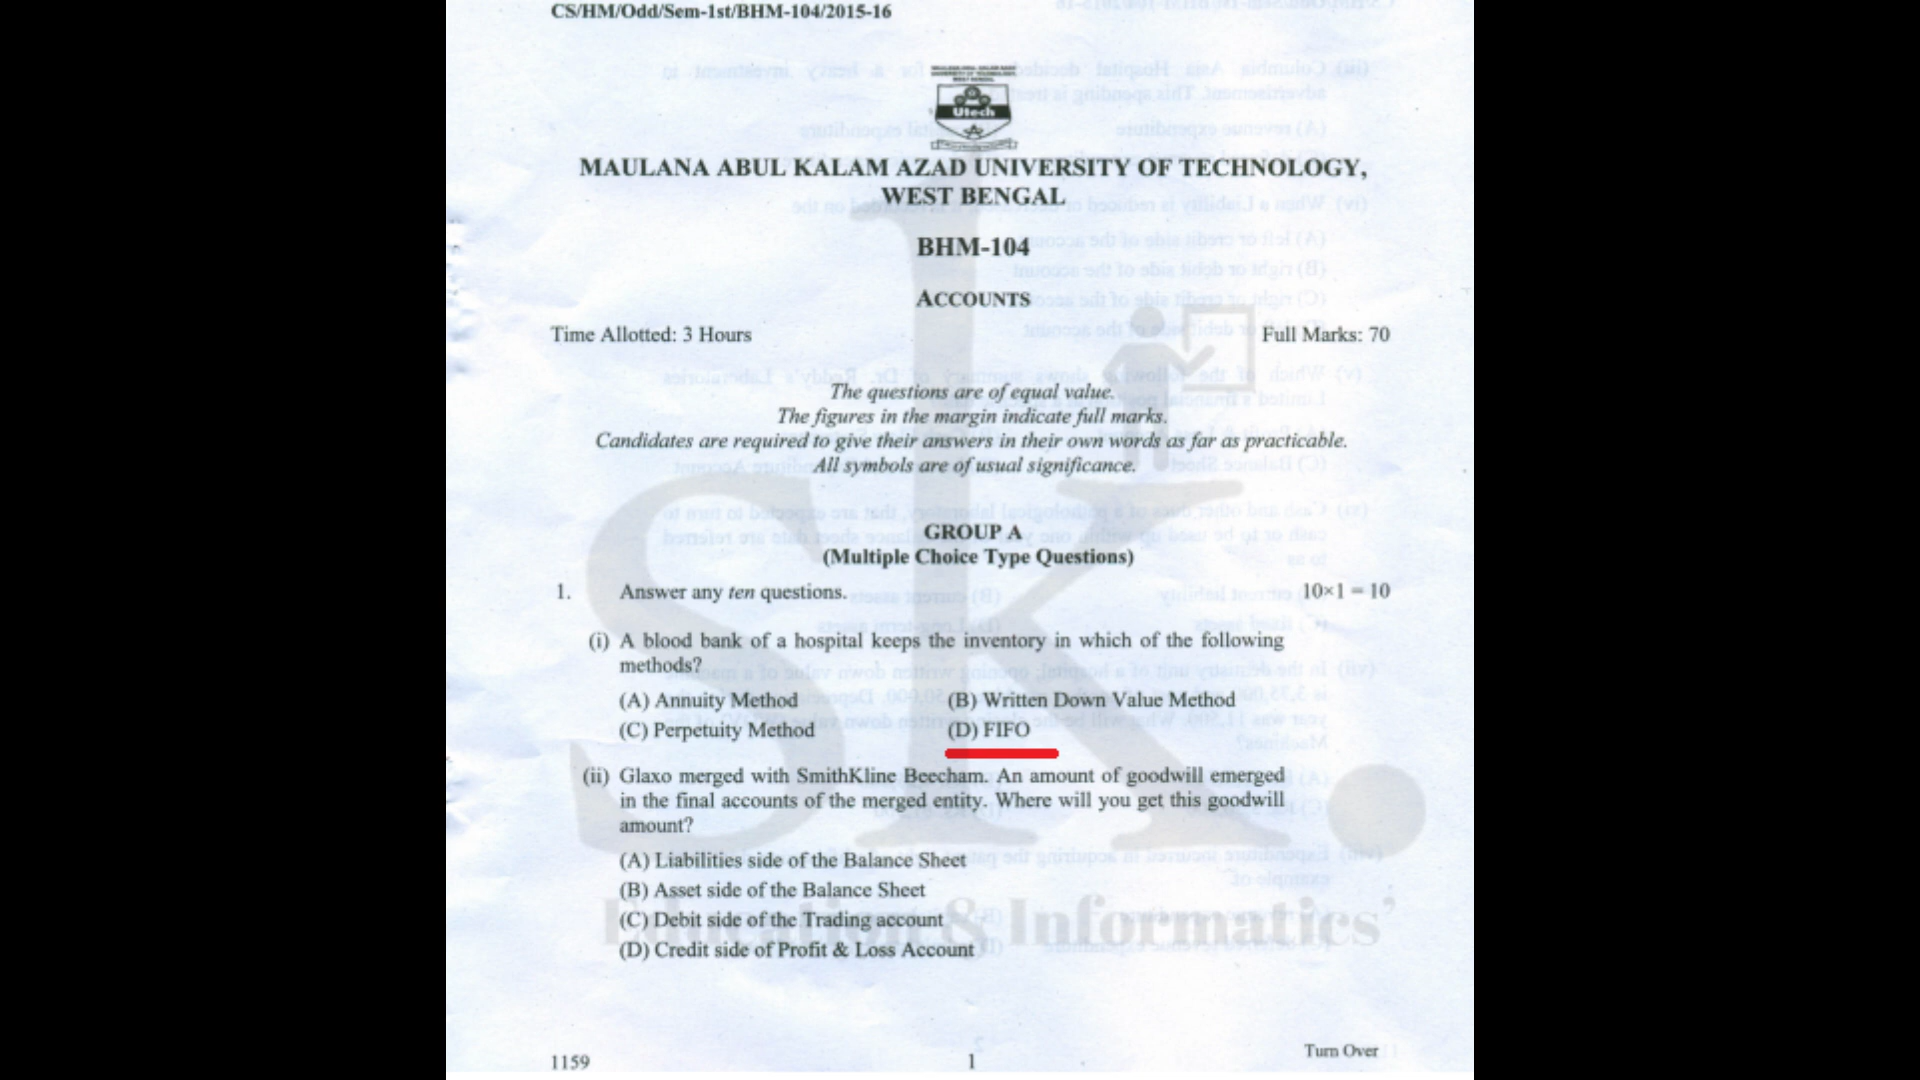 CS/HM/Odd/Sem-1st/BHM-104/2015-16
Utech
MAULANA ABUL KALAM AZAD UNIVERSITY OF TECHNOLOGY,
WEST BENGAL
BHM-104
ACCOUNTS
Time Allotted: 3 Hours Full Marks: 70
The questions are of equal value.
The figures in the margin indicate full marks.
Candidates are required to give their answers in their own words as far as practicable.
All symbols are of usual significance.
GROUP A
(Multiple Choice Type Questions)
1. Answer any ten questions. 10×1 = 10
(i) A blood bank of a hospital keeps the inventory in which of the following
methods?
(A) Annuity Method (B) Written Down Value Method
(C) Perpetuity Method (D) FIFO
(ii) Glaxo merged with SmithKline Beecham. An amount of goodwill emerged
in the final accounts of the merged entity. Where will you get this goodwill
amount?
(A) Liabilities side of the Balance Sheet
(B) Asset side of the Balance Sheet
(C) Debit side of the Trading account
(D) Credit side of Profit & Loss Account
Education & Informatics'
1159 1 Turn Over